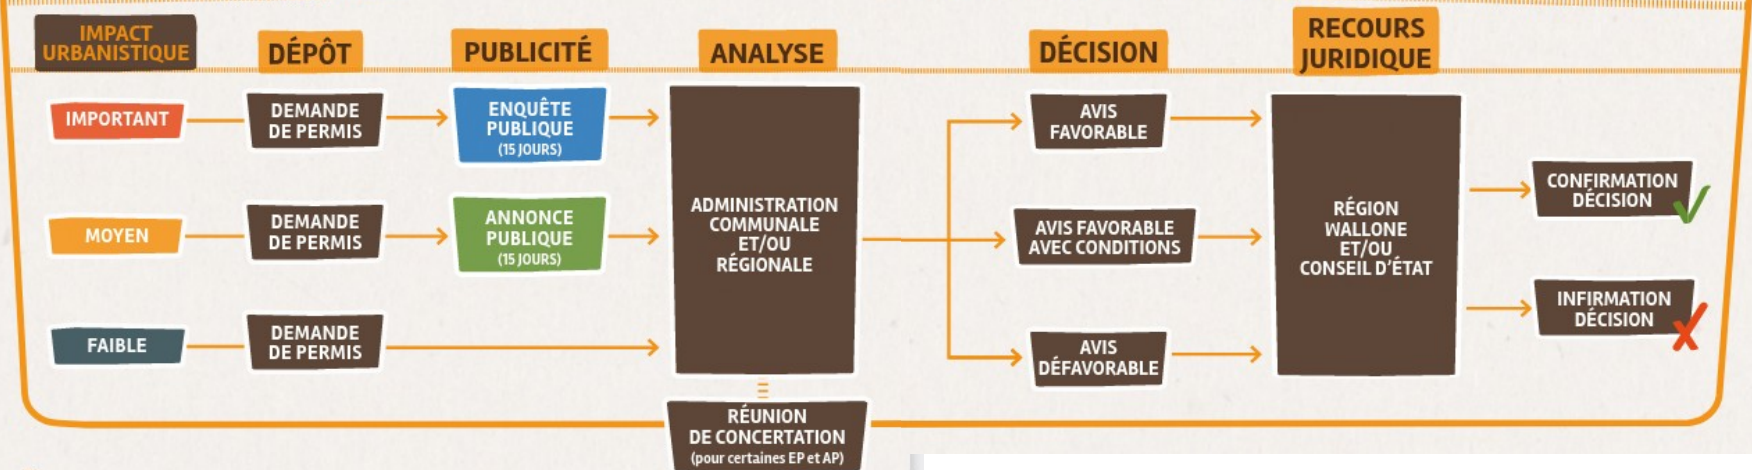 IMPACT
URBANISTIQUE
DÉPÔT
PUBLICITÉ
ANALYSE
DÉCISION
RECOURS
JURIDIQUE
IMPORTANT
DEMANDE
DE PERMIS
ENQUÊTE
PUBLIQUE
(15 JOURS)
MOYEN
DEMANDE
DE PERMIS
ANNONCE
PUBLIQUE
(15 JOURS)
FAIBLE
DEMANDE
DE PERMIS
ADMINISTRATION
COMMUNALE
ET/OU
RÉGIONALE
RÉUNION
DE CONCERTATION
(pour certaines EP et AP)
AVIS
FAVORABLE
AVIS FAVORABLE
AVEC CONDITIONS
AVIS
DÉFAVORABLE
RÉGION
WALLONE
ET/OU
CONSEIL D'ÉTAT
CONFIRMATION
DÉCISION
INFIRMATION
DÉCISION